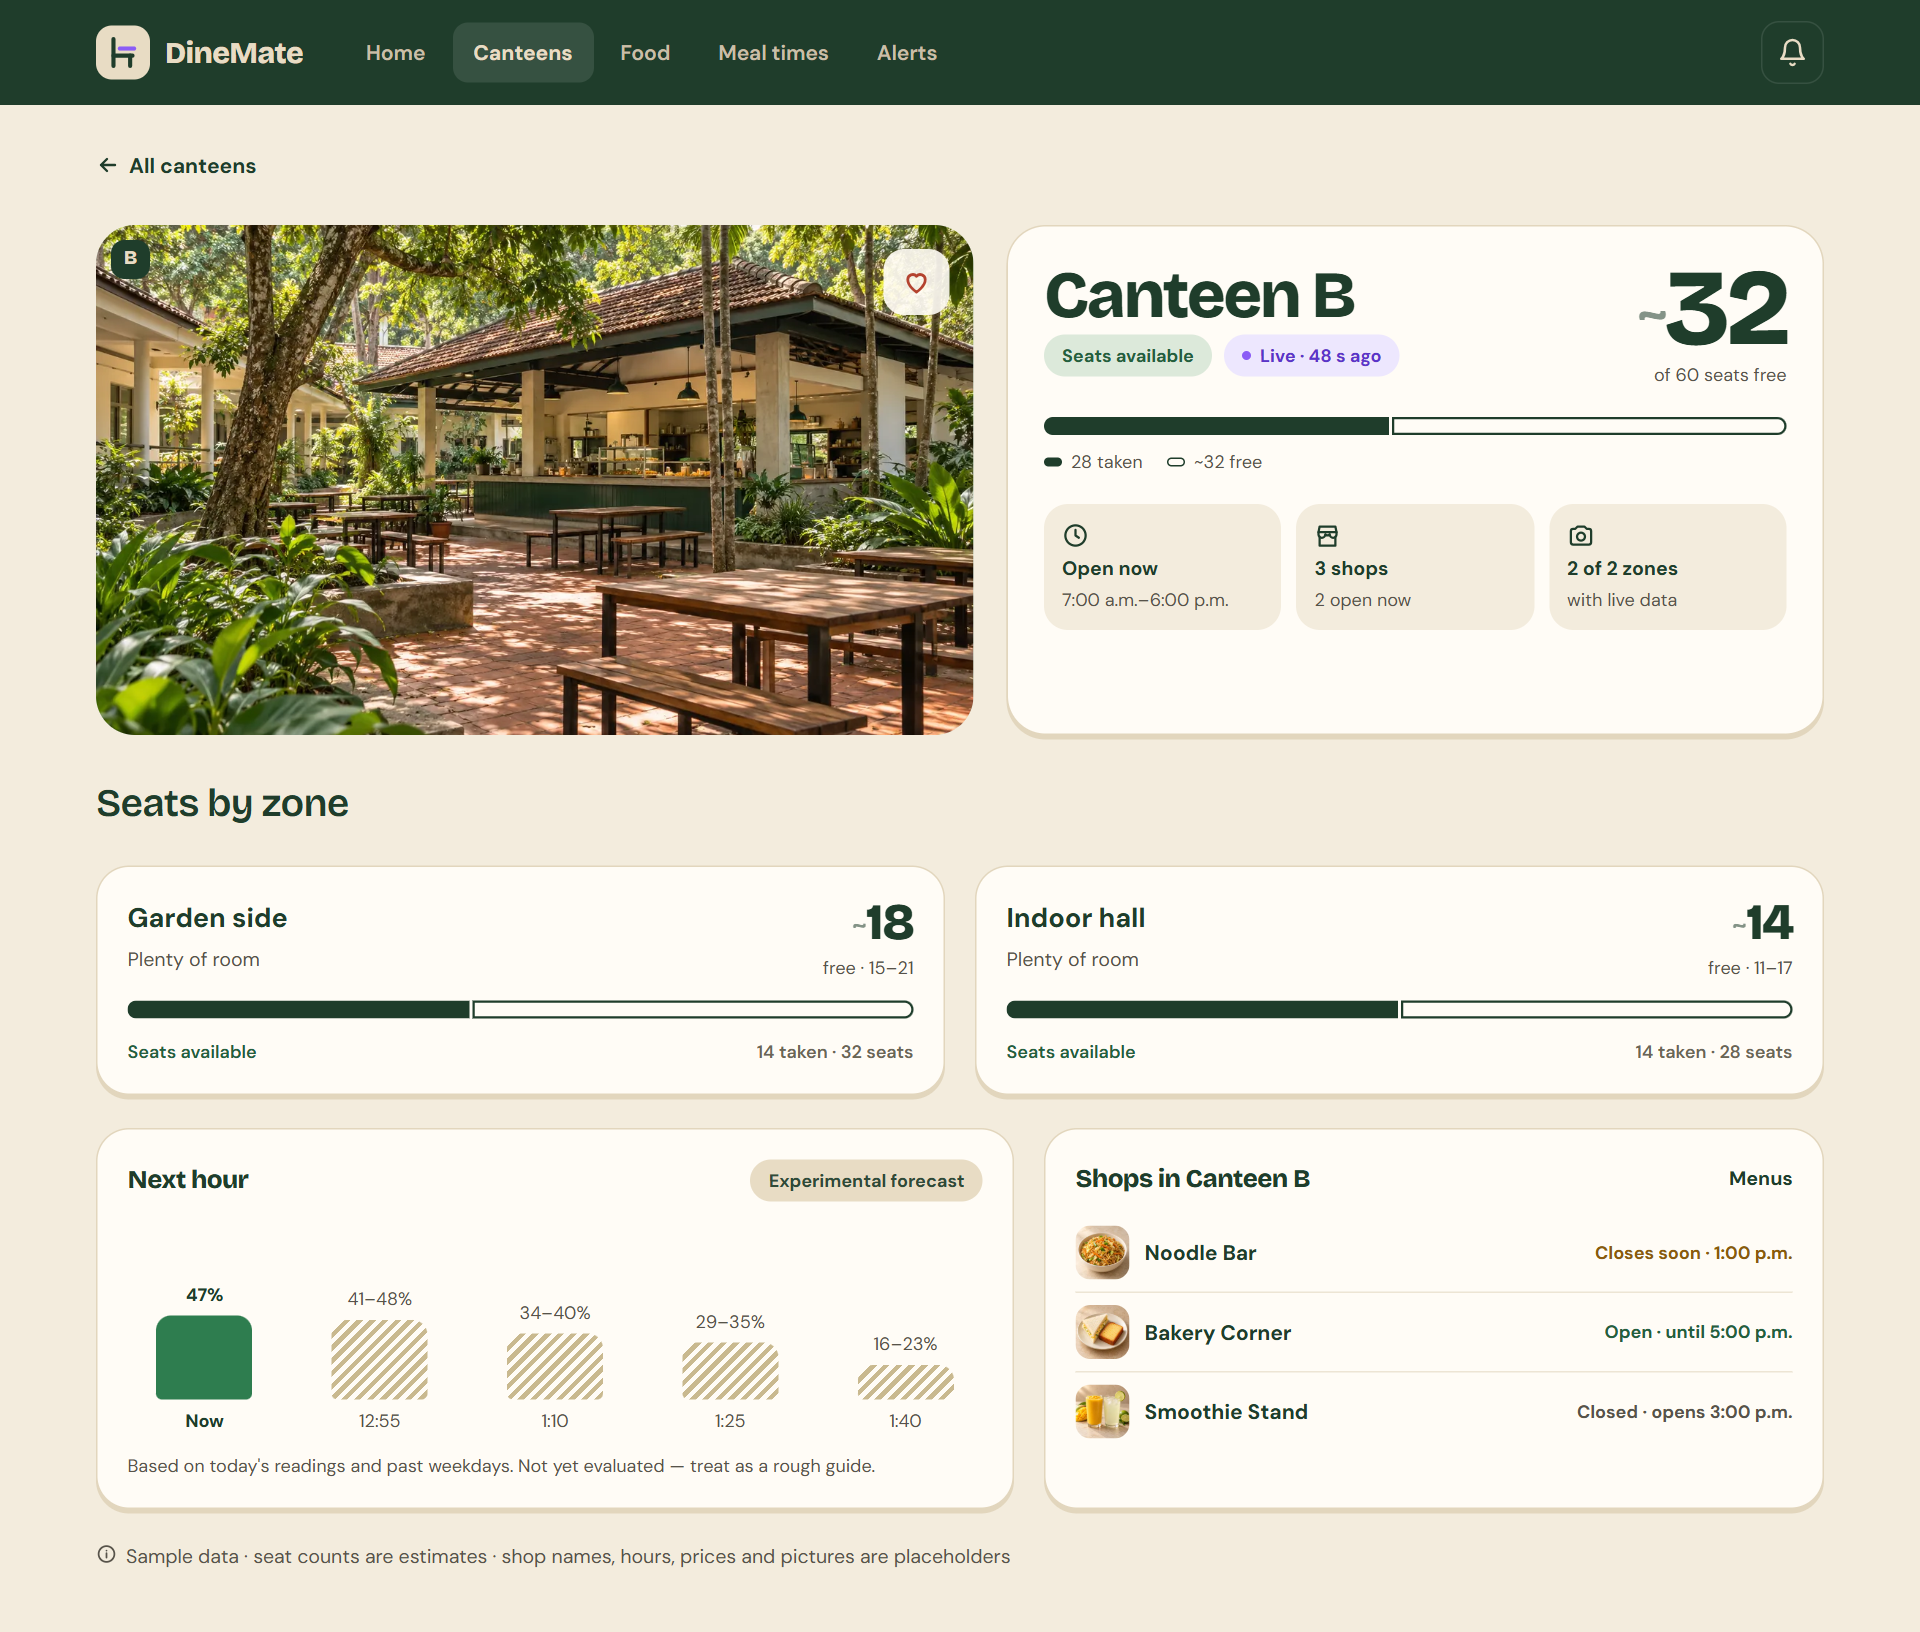 DineMate
Home
Canteens
Food
Meal times
Alerts
All canteens
B
Canteen B
~32
Seats available
Live · 48 s ago
of 60 seats free
28 taken
~32 free
Open now
7:00 a.m.–6:00 p.m.
3 shops
2 open now
2 of 2 zones
with live data
Seats by zone
Garden side
~18
Plenty of room
free · 15–21
Seats available
14 taken · 32 seats
Indoor hall
~14
Plenty of room
free · 11–17
Seats available
14 taken · 28 seats
Next hour
Experimental forecast
47%
41–48%
34–40%
29–35%
16–23%
Now
12:55
1:10
1:25
1:40
Based on today's readings and past weekdays. Not yet evaluated — treat as a rough guide.
Shops in Canteen B
Menus
Noodle Bar
Closes soon · 1:00 p.m.
Bakery Corner
Open · until 5:00 p.m.
Smoothie Stand
Closed · opens 3:00 p.m.
Sample data · seat counts are estimates · shop names, hours, prices and pictures are placeholders